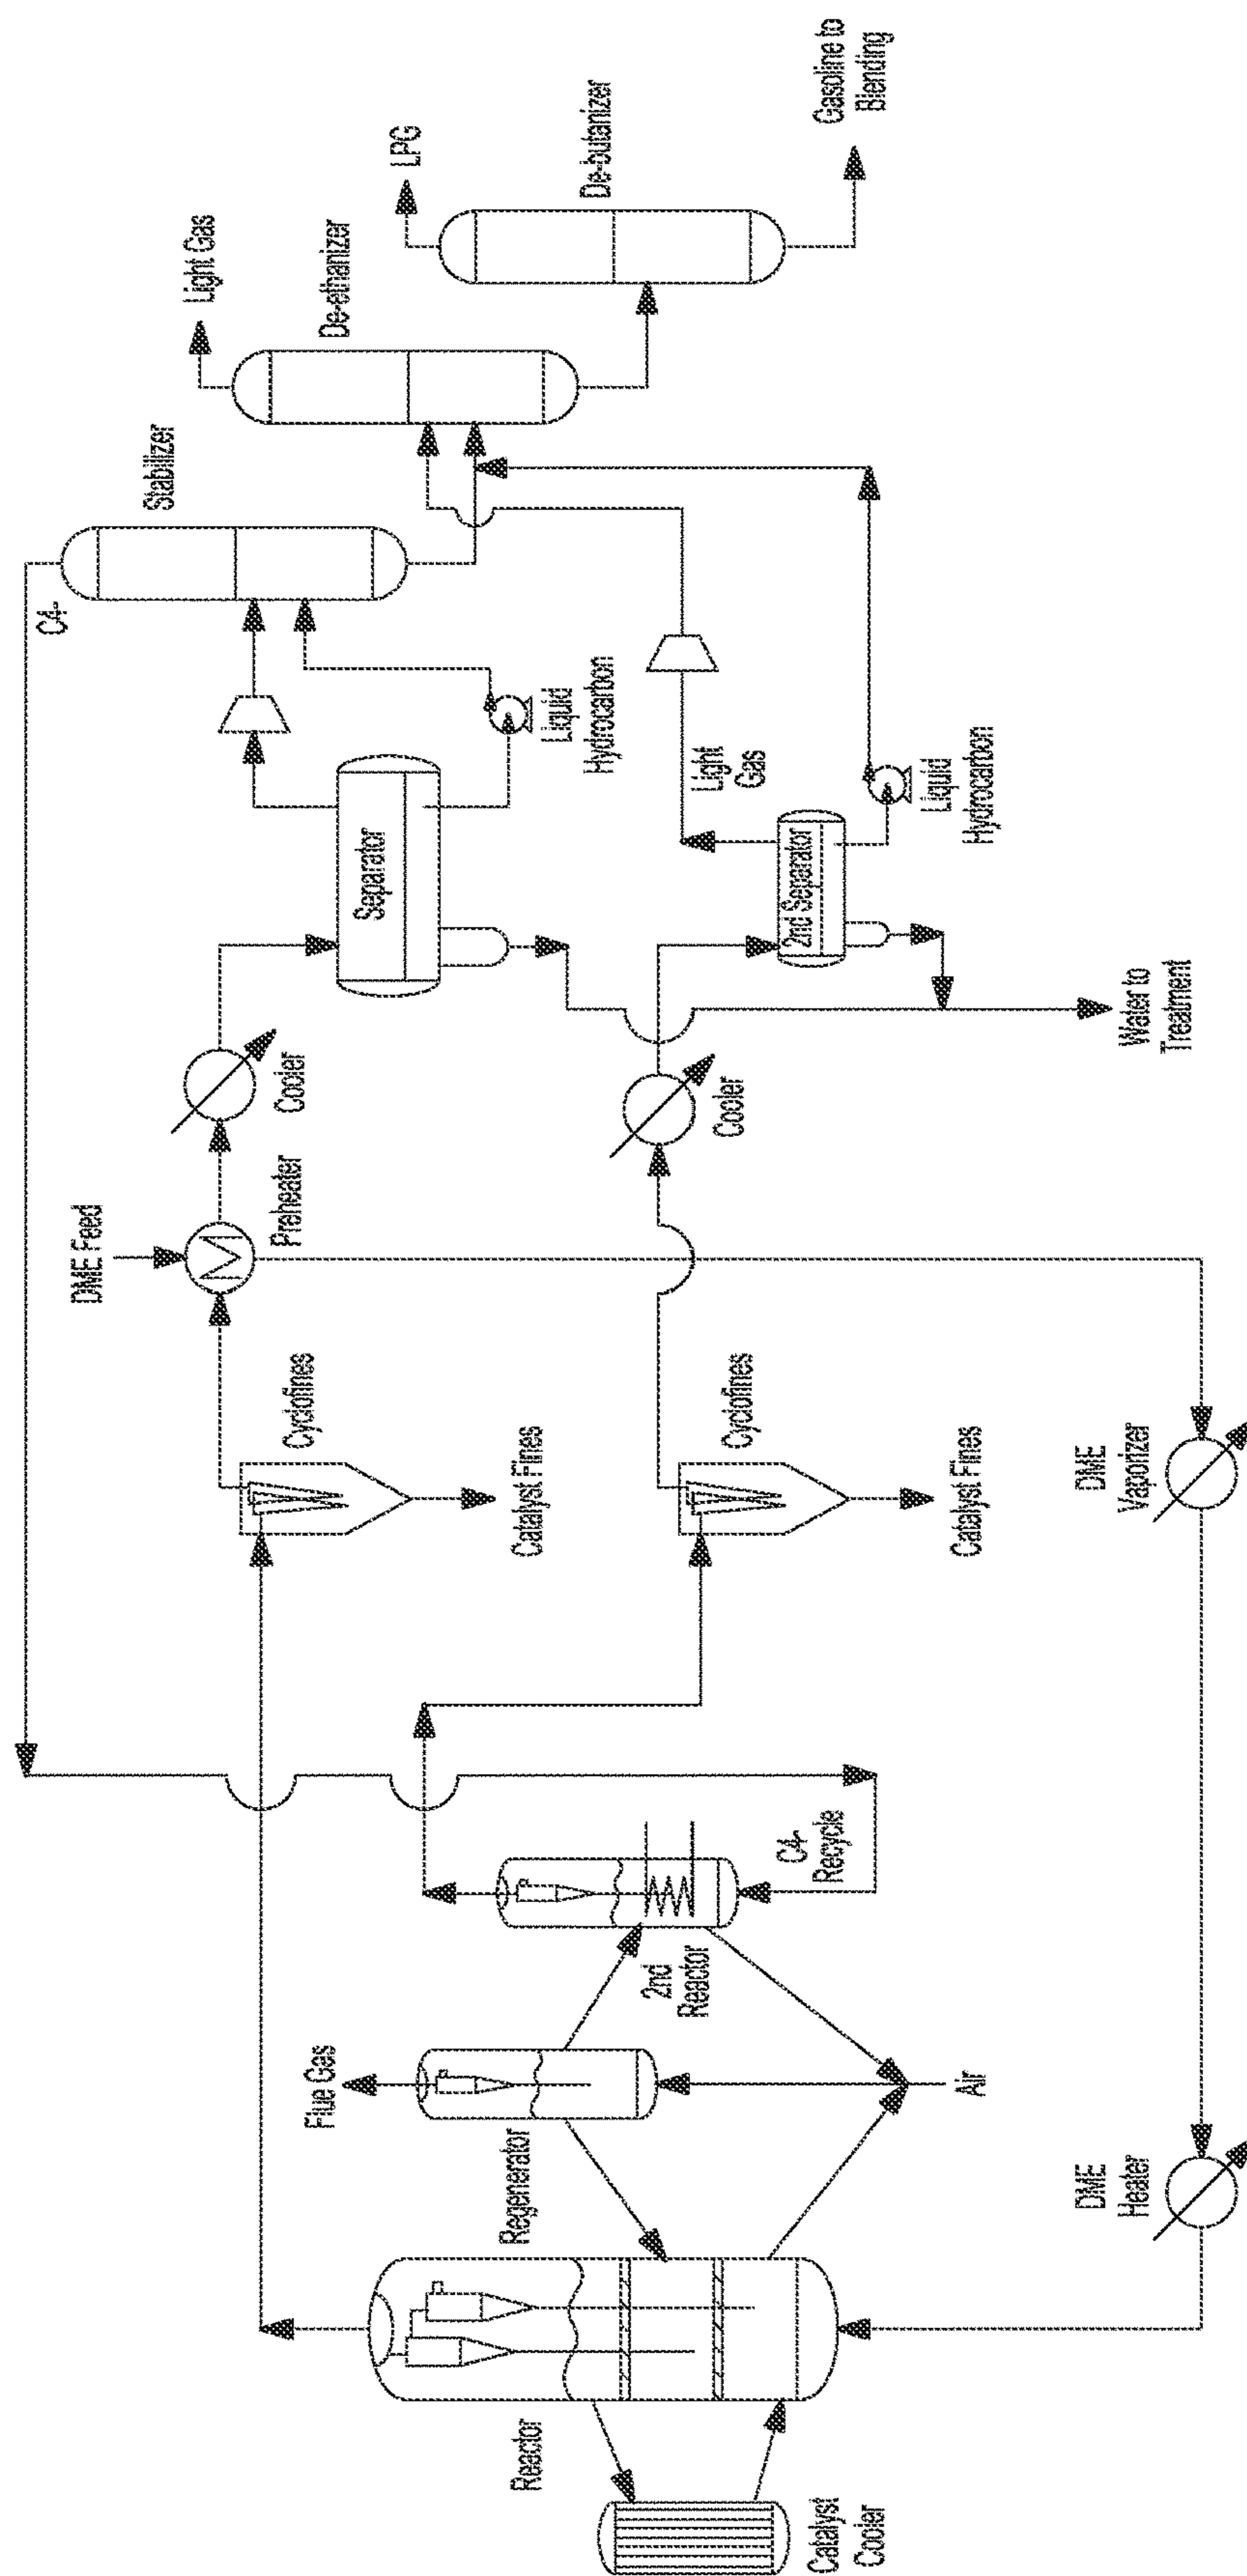 C4-
DME Feed
Stabilizer
Light Gas
Preheater
Cooler
Cyclofines
Flue Gas
De-ethanizer
Separator
LPG
Regenerator
Reactor
Catalyst Fines
Liquid
Hydrocarbon
De-butanizer
2nd
Reactor
Cyclofines
Cooler
Light
Gas
C4-
Recycle
2nd Separator
Gasoline to
Blending
Catalyst
Cooler
Air
Catalyst Fines
Liquid
Hydrocarbon
DME
Heater
DME
Vaporizer
Water to
Treatment